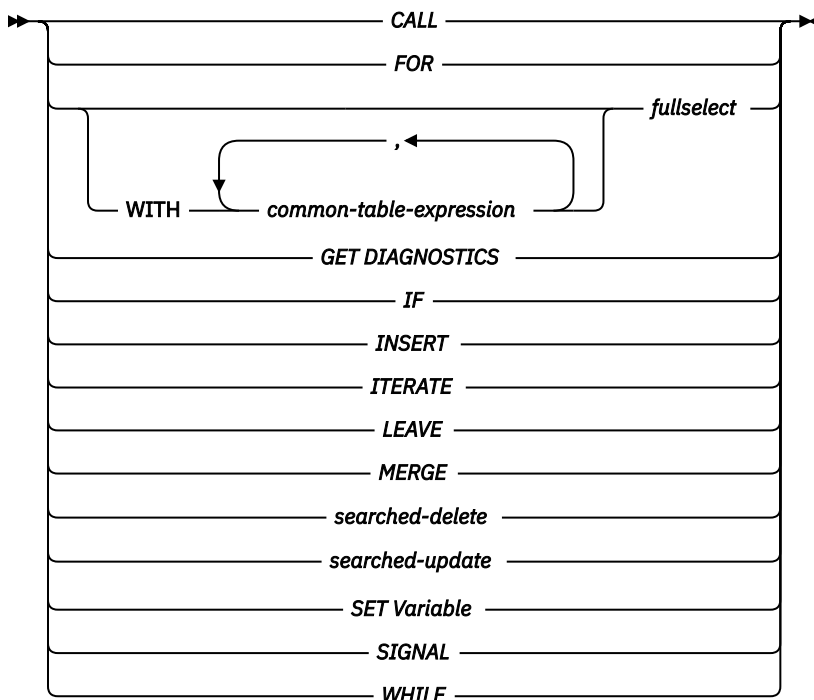 CALL
FOR
fullselect
,
WITH common-table-expression
GET DIAGNOSTICS
IF
INSERT
ITERATE
LEAVE
MERGE
searched-delete
searched-update
SET Variable
SIGNAL
WHILE